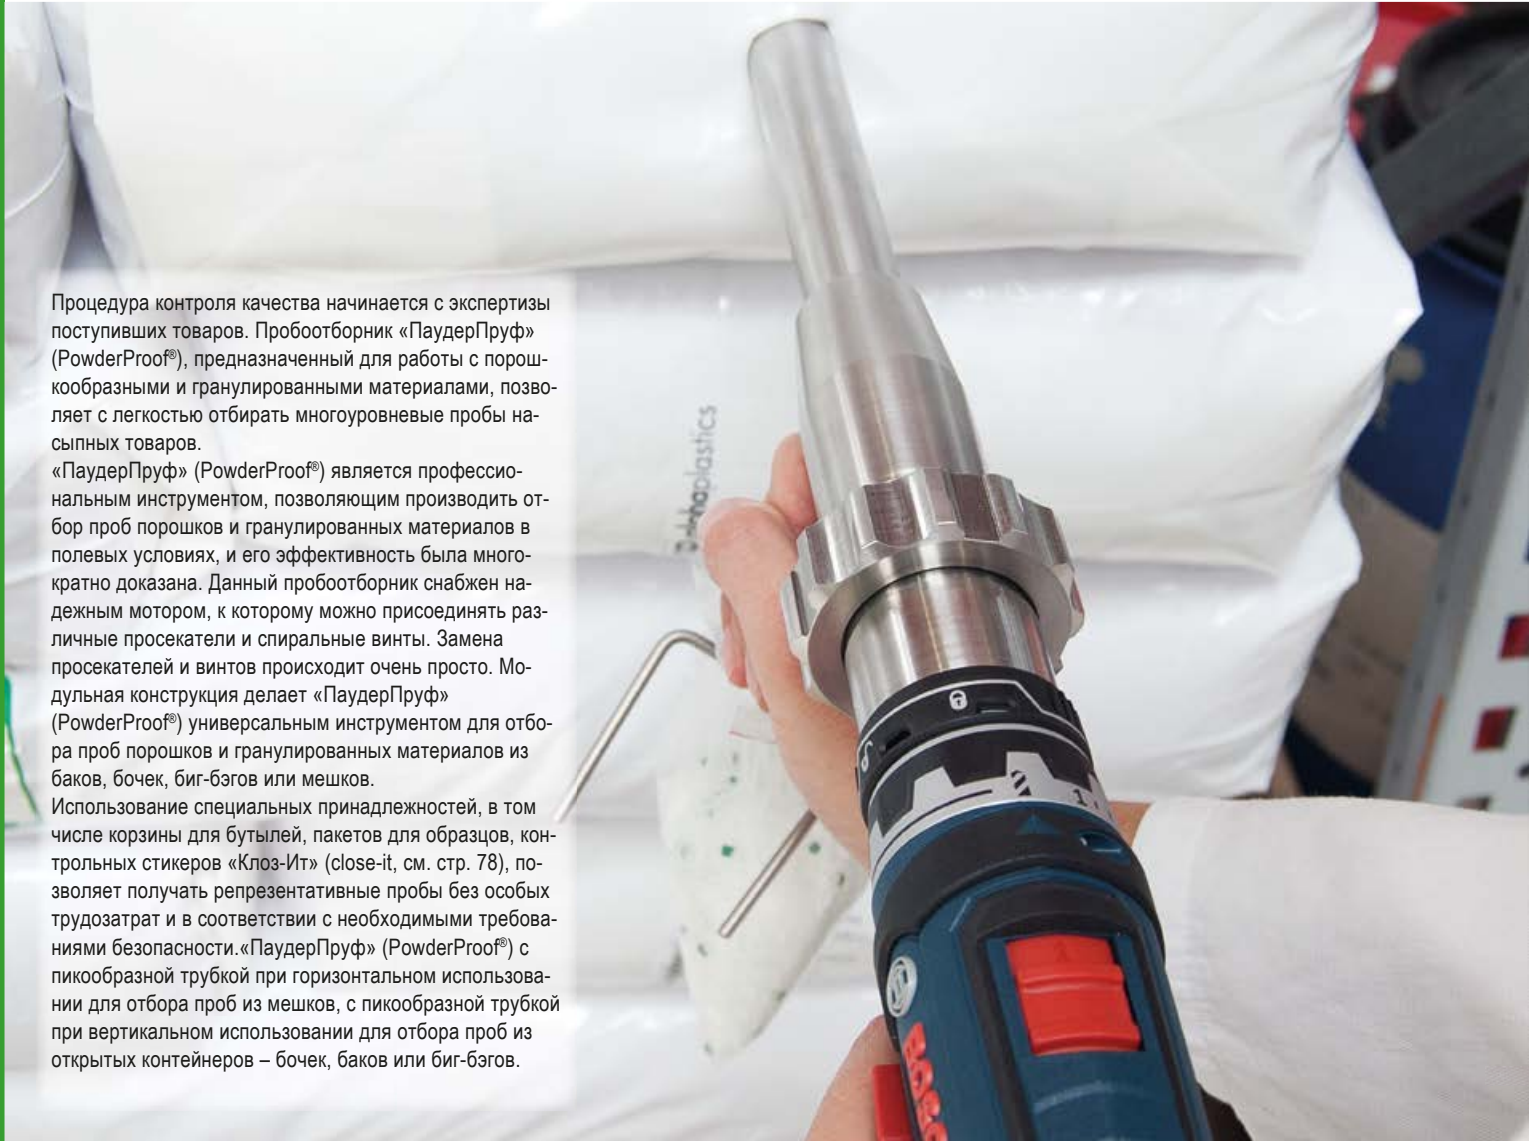 Процедура контроля качества начинается с экспертизы
поступивших товаров. Пробоотборник «ПаудерПруф»
(PowderProof®), предназначенный для работы с порош-
кообразными и гранулированными материалами, позво-
ляет с легкостью отбирать многоуровневые пробы на-
сыпных товаров.
«ПаудерПруф» (PowderProof®) является профессио-
нальным инструментом, позволяющим производить от-
бор проб порошков и гранулированных материалов в
полевых условиях, и его эффективность была много-
кратно доказана. Данный пробоотборник снабжен на-
дежным мотором, к которому можно присоединять раз-
личные просекатели и спиральные винты. Замена
просекателей и винтов происходит очень просто. Мо-
дульная конструкция делает «ПаудерПруф»
(PowderProof®) универсальным инструментом для отбо-
ра проб порошков и гранулированных материалов из
баков, бочек, биг-бэгов или мешков.
Использование специальных принадлежностей, в том
числе корзины для бутылей, пакетов для образцов, кон-
трольных стикеров «Клоз-Ит» (close-it, см. стр. 78), по-
зволяет получать репрезентативные пробы без особых
трудозатрат и в соответствии с необходимыми требова-
ниями безопасности.«ПаудерПруф» (PowderProof®) с
пикообразной трубкой при горизонтальном использова-
нии для отбора проб из мешков, с пикообразной трубкой
при вертикальном использовании для отбора проб из
открытых контейнеров – бочек, баков или биг-бэгов.
1